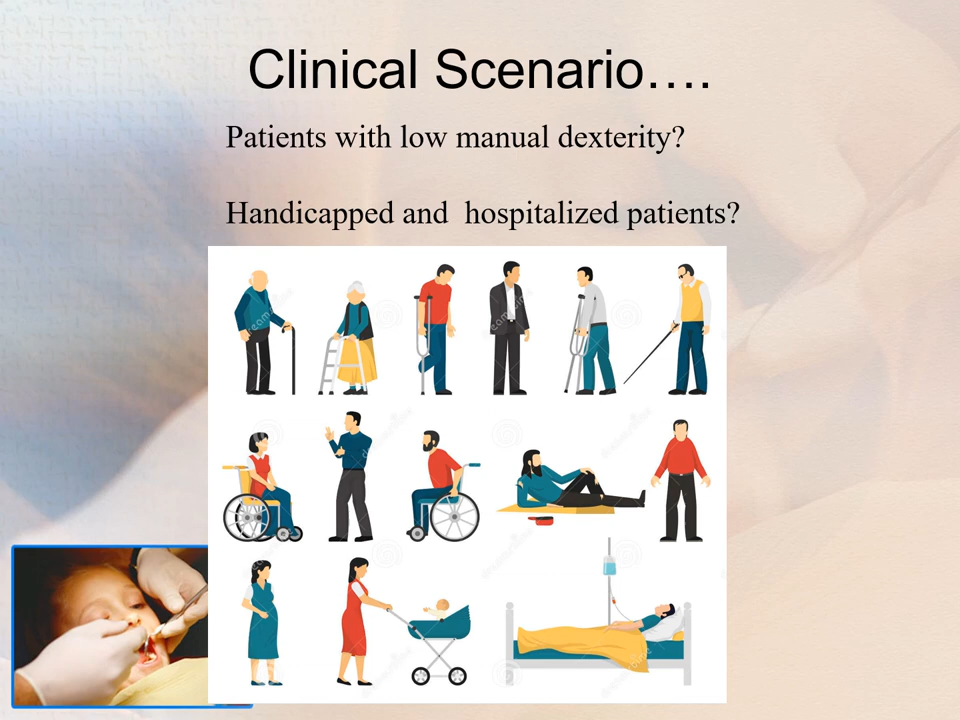 Clinical Scenario….
Patients with low manual dexterity?
Handicapped and  hospitalized patients?